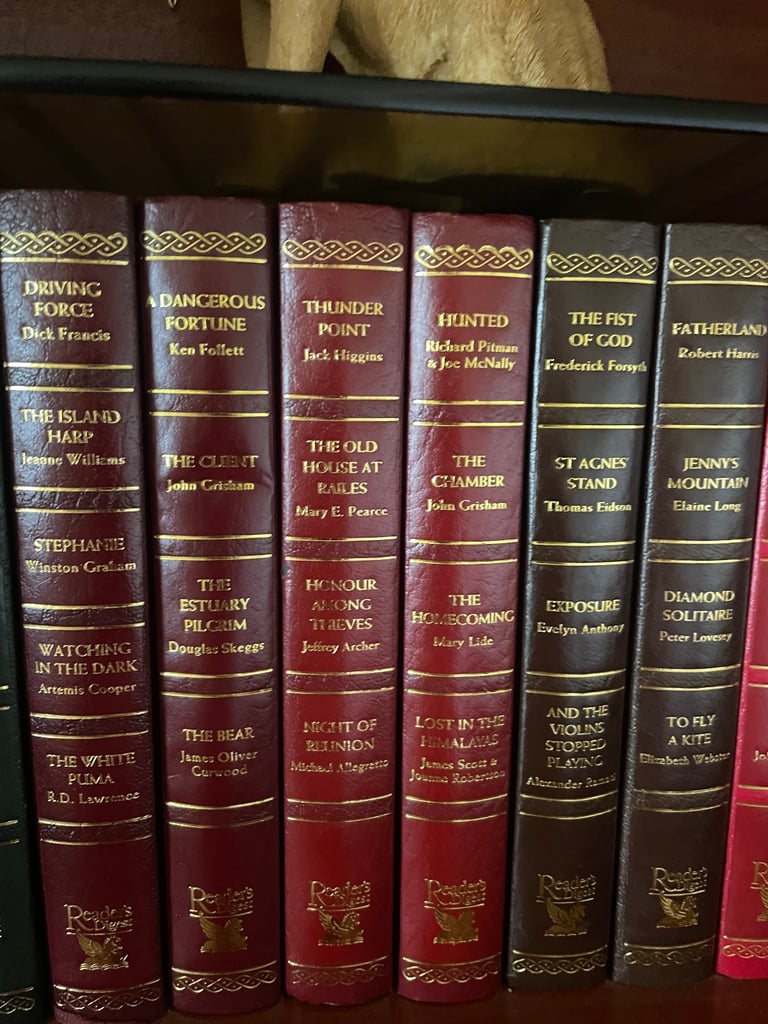 DRIVING
FORCE
Dick Francis
THE ISLAND
HARP
Jeanne Williams
STEPHANIE
Winston Graham
WATCHING
IN THE DARK
Artemis Cooper
THE WHITE
PUMA
R.D. Lawrence
Reader's
Digest
A DANGEROUS
FORTUNE
Ken Follett
THE CLIENT
John Grisham
THE
ESTUARY
PILGRIM
Douglas Skeggs
THE BEAR
James Oliver
Curwood
Reader's
Digest
THUNDER
POINT
Jack Higgins
THE OLD
HOUSE AT
RAILES
Mary E. Pearce
HONOUR
AMONG
THIEVES
Jeffrey Archer
NIGHT OF
REUNION
Michael Allegretto
Reader's
Digest
HUNTED
Richard Pitman
& Joe McNally
THE
CHAMBER
John Grisham
THE
HOMECOMING
Mary Lide
LOST IN THE
HIMALAYAS
James Scott &
Joanne Robertson
Reader's
Digest
THE FIST
OF GOD
Frederick Forsyth
ST AGNES'
STAND
Thomas Eidson
EXPOSURE
Evelyn Anthony
AND THE
VIOLINS
STOPPED
PLAYING
Alexander
Reader's
Digest
FATHERLAND
Robert Harris
JENNY'S
MOUNTAIN
Elaine Long
DIAMOND
SOLITAIRE
Peter Lovesey
TO FLY
A KITE
Elizabeth Webster
Reader's
Digest